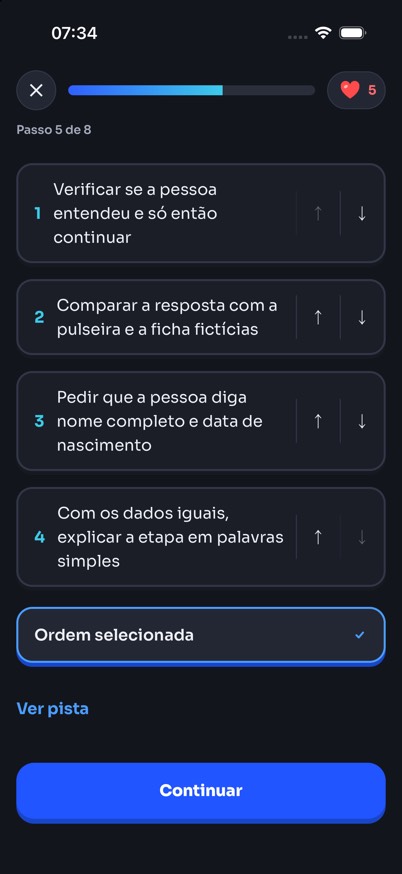 07:34
5
Passo 5 de 8
1
Verificar se a pessoa
entendeu e só então
continuar
↑
↓
2
Comparar a resposta com a
pulseira e a ficha fictícias
↑
↓
3
Pedir que a pessoa diga
nome completo e data de
nascimento
↑
↓
4
Com os dados iguais,
explicar a etapa em palavras
simples
↑
↓
Ordem selecionada
Ver pista
Continuar